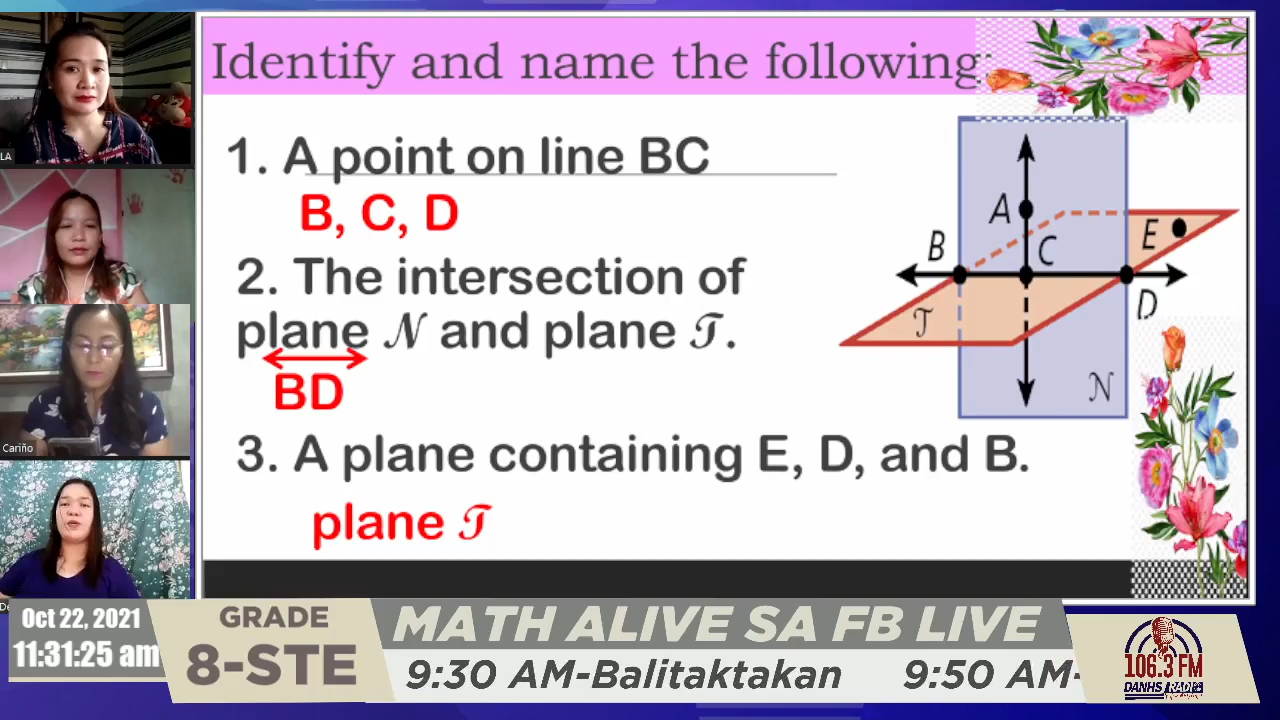 Identify and name the following:
1. A point on line BC
B, C, D
2. The intersection of
plane 𝒩 and plane 𝒯.
BD
3. A plane containing E, D, and B.
plane 𝒯
A
B
C
E
D
𝒯
𝒩
LA
Cariño
De
Oct 22, 2021
11:31:25 am
GRADE
8-STE
MATH ALIVE SA FB LIVE
9:30 AM-Balitaktakan 9:50 AM-
106.3 FM
DANHS RADIO